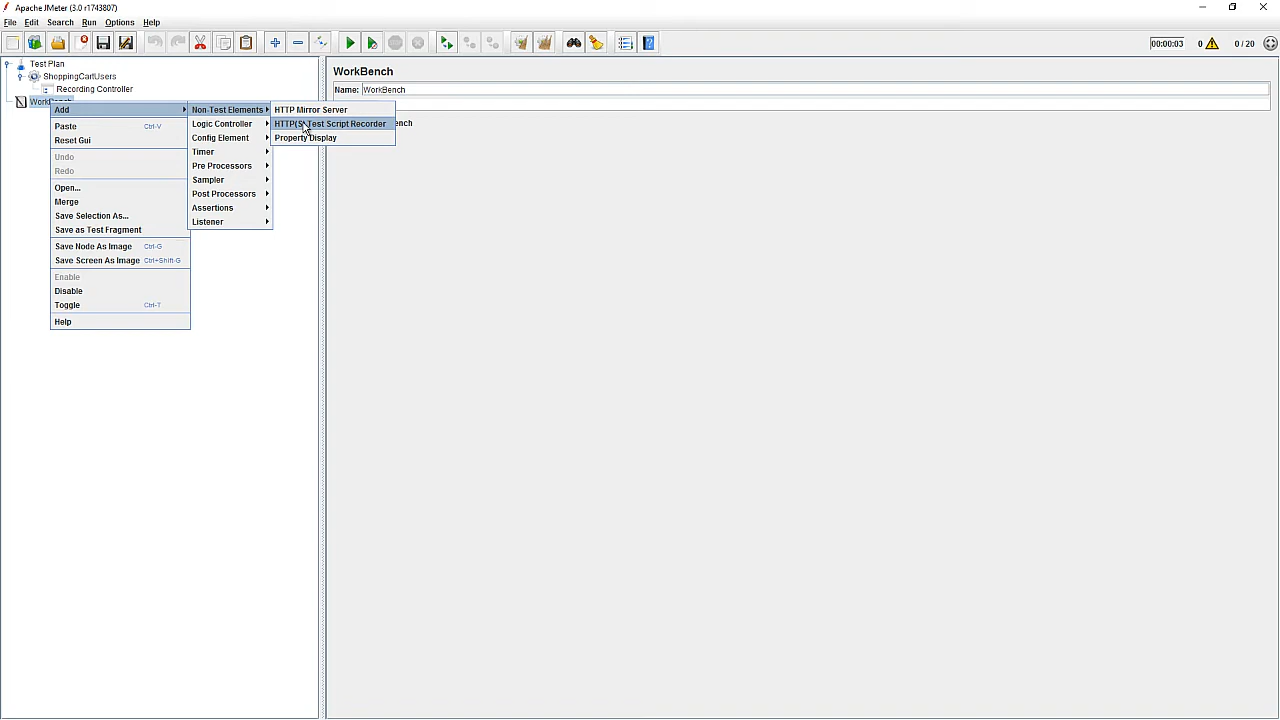 Apache JMeter (3.0 r1743807)
File Edit Search Run Options Help
00:00:03 0 0 / 20
Test Plan
ShoppingCartUsers
Recording Controller
WorkBench
Add
Paste Ctrl-V
Reset Gui
Undo
Redo
Open...
Merge
Save Selection As...
Save as Test Fragment
Save Node As Image Ctrl-G
Save Screen As Image Ctrl+Shift-G
Enable
Disable
Toggle Ctrl-T
Help
Non-Test Elements
Logic Controller
Config Element
Timer
Pre Processors
Sampler
Post Processors
Assertions
Listener
HTTP Mirror Server
HTTP(S) Test Script Recorder
Property Display
WorkBench
Name: WorkBench
ench